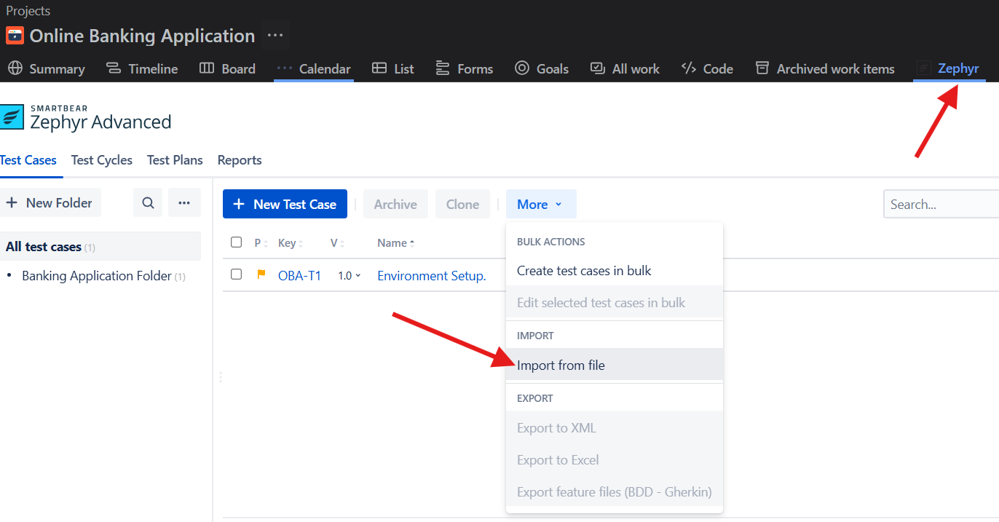 Projects
Online Banking Application ···
Summary Timeline Board Calendar List Forms Goals All work Code Archived work items Zephyr
SMARTBEAR
Zephyr Advanced
Test Cases Test Cycles Test Plans Reports
+ New Folder ···
+ New Test Case Archive Clone More Search...
All test cases (1)
• Banking Application Folder (1)
P Key V Name
OBA-T1 1.0 Environment Setup.
BULK ACTIONS
Create test cases in bulk
Edit selected test cases in bulk
IMPORT
Import from file
EXPORT
Export to XML
Export to Excel
Export feature files (BDD - Gherkin)